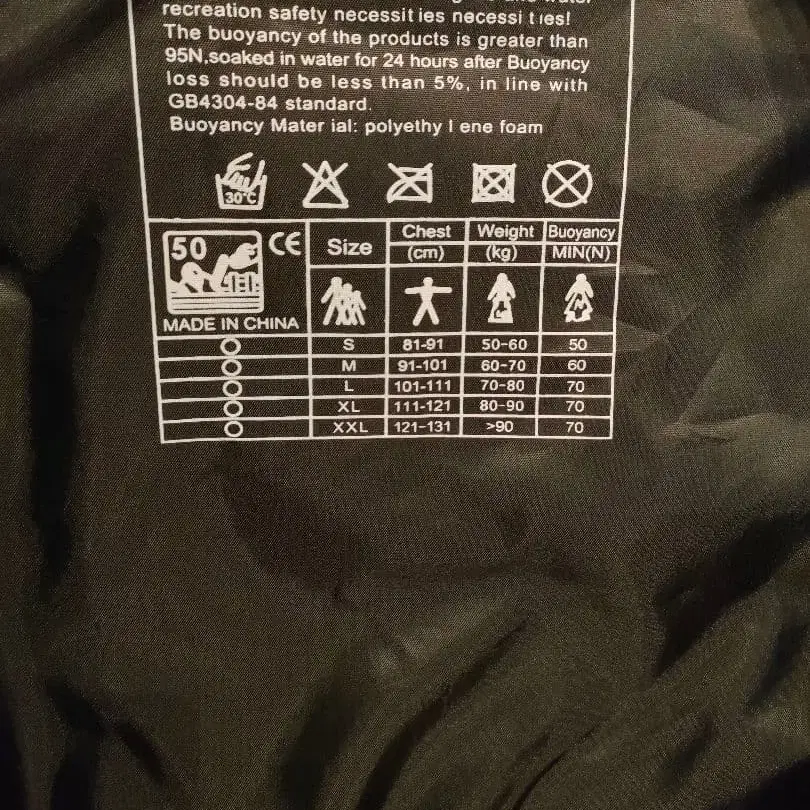 recreation safety necessit ies necessi t ies!
The buoyancy of the products is greater than
95N.soaked in water for 24 hours after Buoyancy
loss should be less than 5%, in line with
GB4304-84 standard.
Buoyancy Mater ial: polyethy l ene foam
30°C
50 CE
MADE IN CHINA
Size Chest (cm) Weight (kg) Buoyancy MIN(N)
S 81-91 50-60 50
M 91-101 60-70 60
L 101-111 70-80 70
XL 111-121 80-90 70
XXL 121-131 >90 70